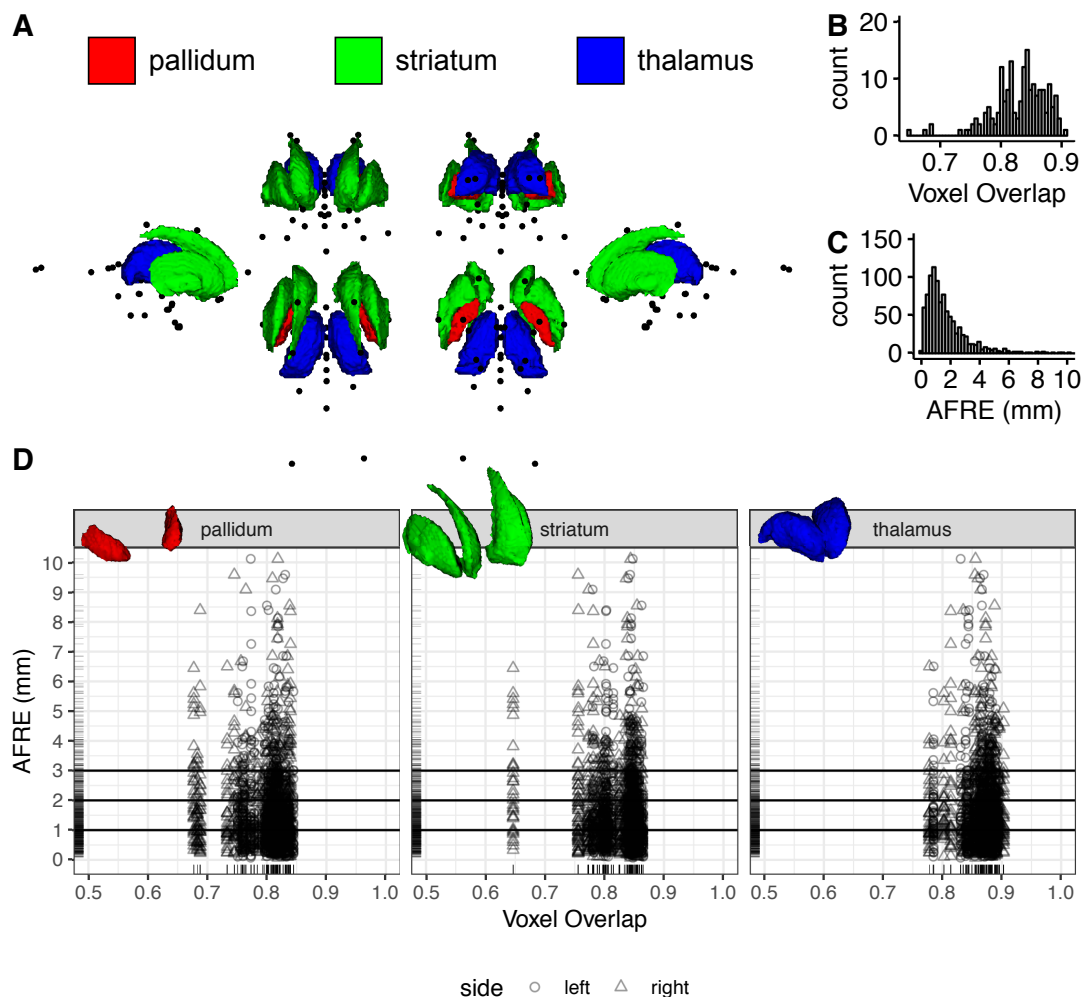 A
pallidum striatum thalamus
B
count
20
10
0
0.7 0.8 0.9
Voxel Overlap
C
count
150
100
50
0
0 2 4 6 8 10
AFRE (mm)
D
pallidum striatum thalamus
AFRE (mm)
10
9
8
7
6
5
4
3
2
1
0
0.5 0.6 0.7 0.8 0.9 1.0 0.5 0.6 0.7 0.8 0.9 1.0 0.5 0.6 0.7 0.8 0.9 1.0
Voxel Overlap
side left right